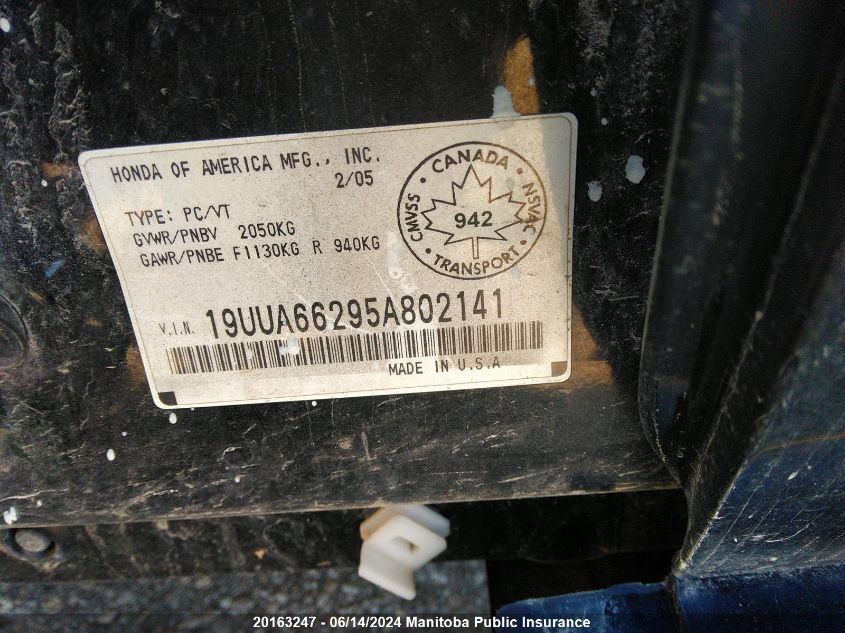 HONDA OF AMERICA MFG., INC.
2/05
TYPE: PC/VT
GVWR/PNBV 2050KG
GAWR/PNBE F1130KG R 940KG
CANADA
CMVSS
NSVAC
942
TRANSPORT
V.I.N. 19UUA66295A802141
MADE IN U.S.A
20163247 - 06/14/2024 Manitoba Public Insurance